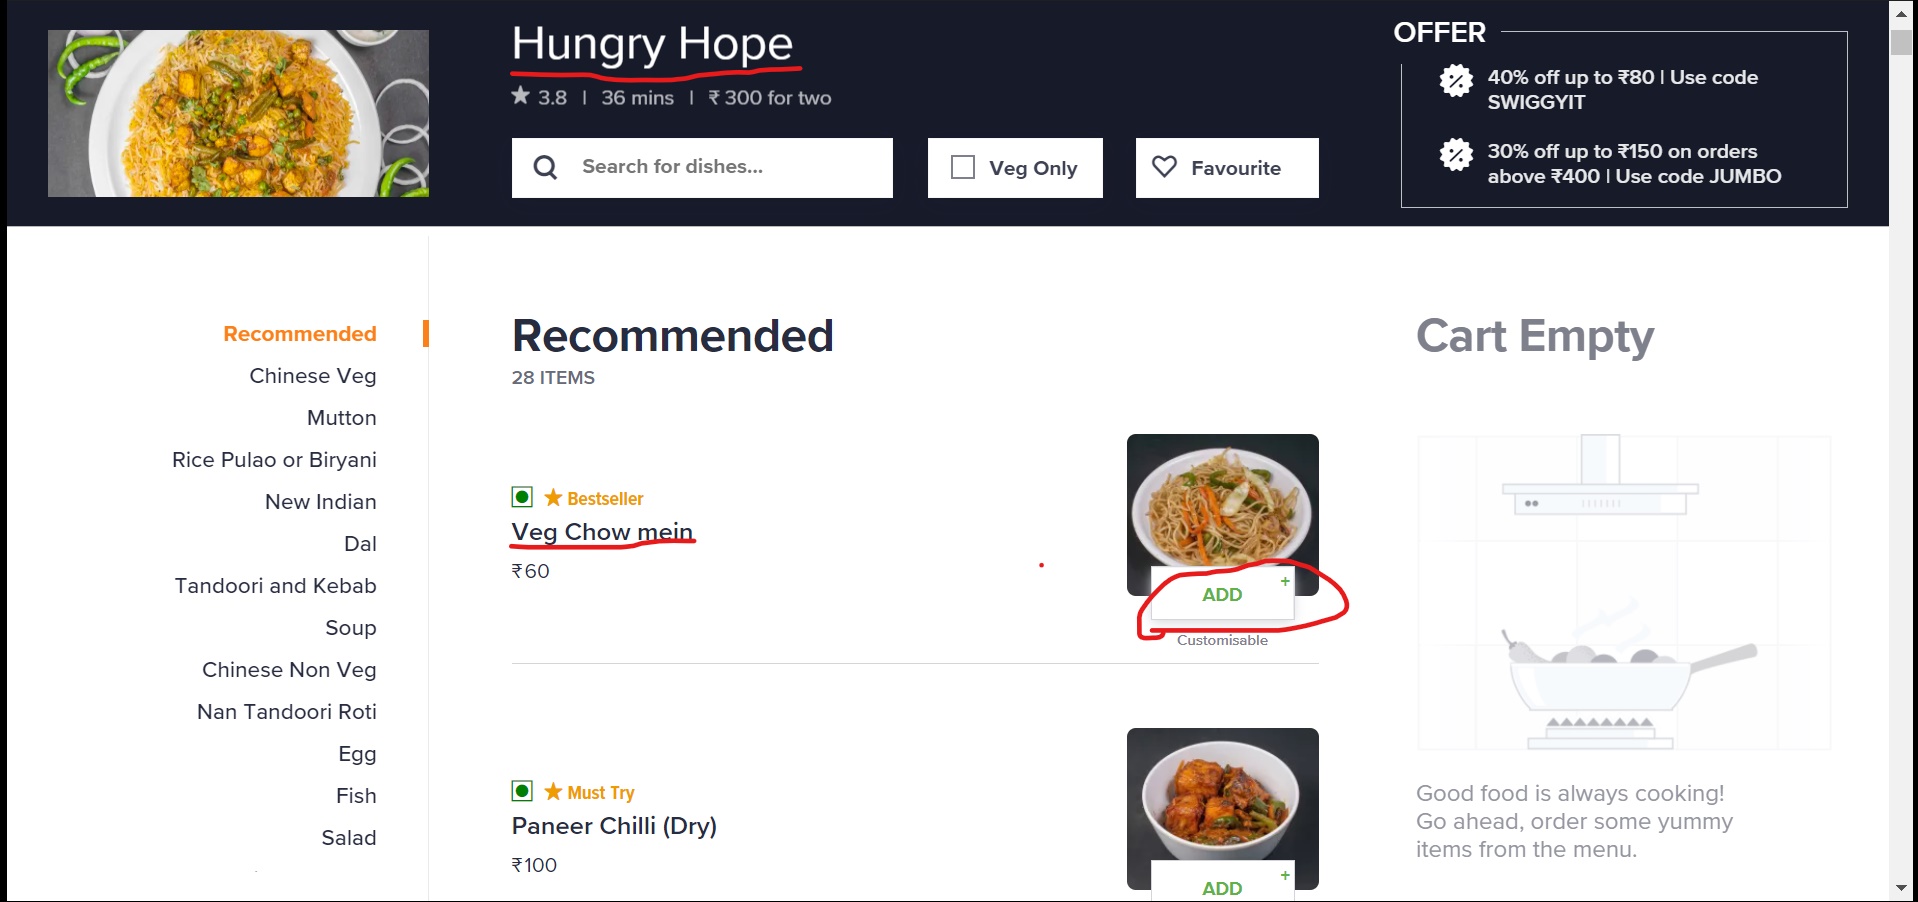 Hungry Hope
★ 3.8 | 36 mins | ₹ 300 for two
Search for dishes...
Veg Only
Favourite
OFFER
40% off up to ₹80 | Use code
SWIGGYIT
30% off up to ₹150 on orders
above ₹400 | Use code JUMBO
Recommended
Chinese Veg
Mutton
Rice Pulao or Biryani
New Indian
Dal
Tandoori and Kebab
Soup
Chinese Non Veg
Nan Tandoori Roti
Egg
Fish
Salad
Recommended
28 ITEMS
★ Bestseller
Veg Chow mein
₹60
ADD +
Customisable
★ Must Try
Paneer Chilli (Dry)
₹100
ADD +
Cart Empty
Good food is always cooking!
Go ahead, order some yummy
items from the menu.